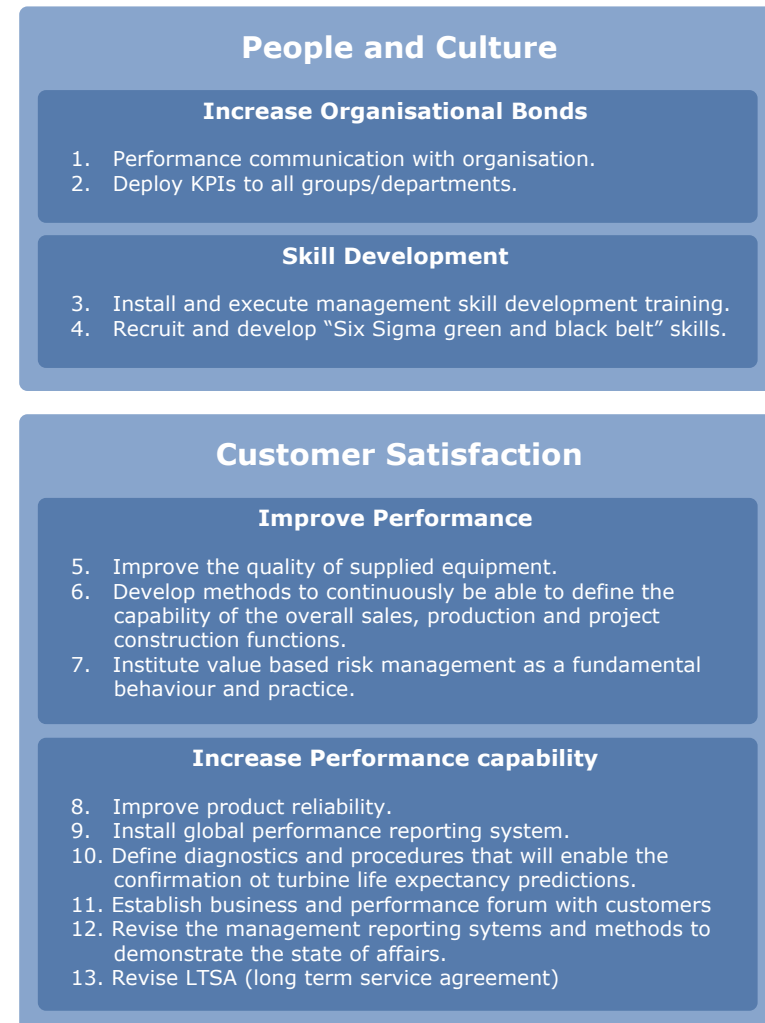 People and Culture
Increase Organisational Bonds
1. Performance communication with organisation.
2. Deploy KPIs to all groups/departments.
Skill Development
3. Install and execute management skill development training.
4. Recruit and develop “Six Sigma green and black belt” skills.
Customer Satisfaction
Improve Performance
5. Improve the quality of supplied equipment.
6. Develop methods to continuously be able to define the
capability of the overall sales, production and project
construction functions.
7. Institute value based risk management as a fundamental
behaviour and practice.
Increase Performance capability
8. Improve product reliability.
9. Install global performance reporting system.
10. Define diagnostics and procedures that will enable the
confirmation ot turbine life expectancy predictions.
11. Establish business and performance forum with customers
12. Revise the management reporting sytems and methods to
demonstrate the state of affairs.
13. Revise LTSA (long term service agreement)